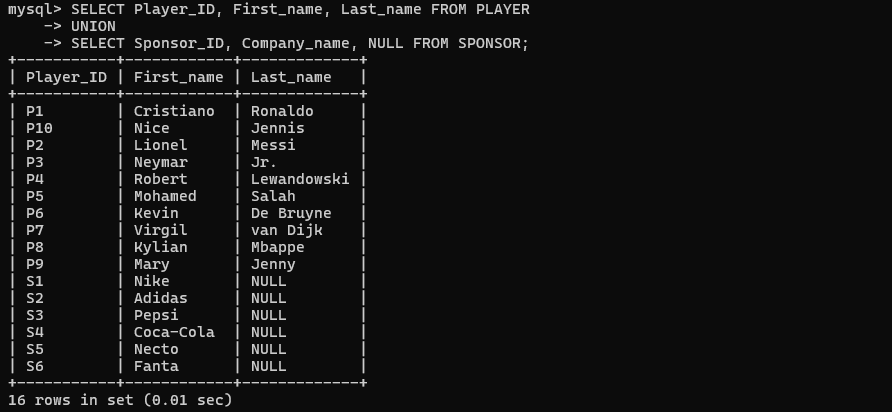 mysql> SELECT Player_ID, First_name, Last_name FROM PLAYER
    -> UNION
    -> SELECT Sponsor_ID, Company_name, NULL FROM SPONSOR;
+-----------+------------+-------------+
| Player_ID | First_name | Last_name   |
+-----------+------------+-------------+
| P1        | Cristiano  | Ronaldo     |
| P10       | Nice       | Jennis      |
| P2        | Lionel     | Messi       |
| P3        | Neymar     | Jr.         |
| P4        | Robert     | Lewandowski |
| P5        | Mohamed    | Salah       |
| P6        | Kevin      | De Bruyne   |
| P7        | Virgil     | van Dijk    |
| P8        | Kylian     | Mbappe      |
| P9        | Mary       | Jenny       |
| S1        | Nike       | NULL        |
| S2        | Adidas     | NULL        |
| S3        | Pepsi      | NULL        |
| S4        | Coca-Cola  | NULL        |
| S5        | Necto      | NULL        |
| S6        | Fanta      | NULL        |
+-----------+------------+-------------+
16 rows in set (0.01 sec)